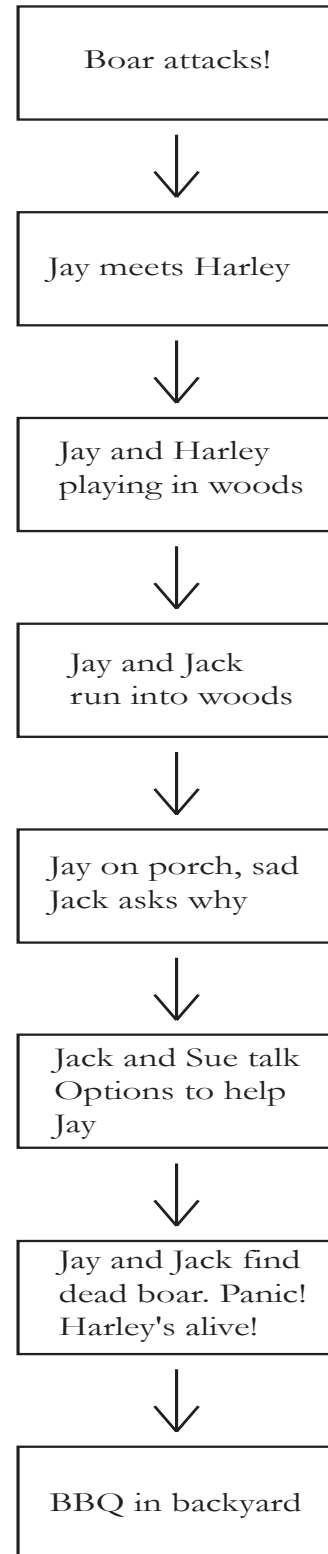 Boar attacks!
Jay meets Harley
Jay and Harley
playing in woods
Jay and Jack
run into woods
Jay on porch, sad
Jack asks why
Jack and Sue talk
Options to help
Jay
Jay and Jack find
dead boar. Panic!
Harley's alive!
BBQ in backyard